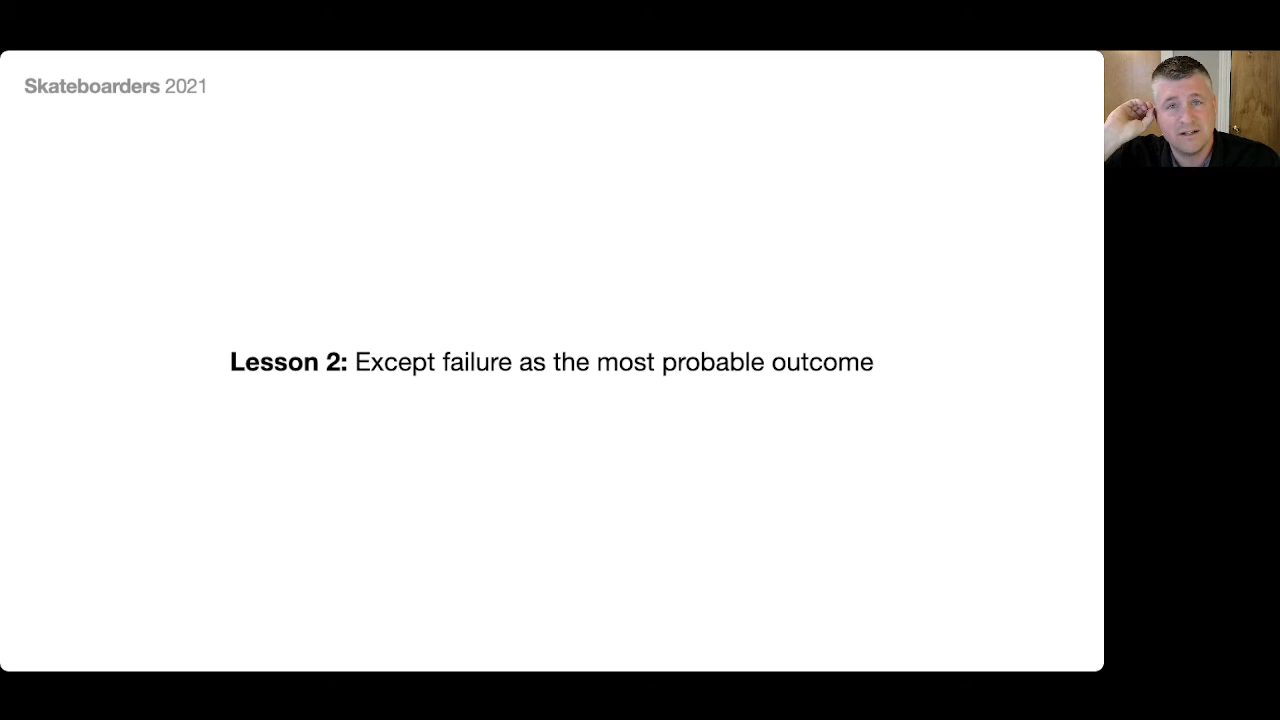 Skateboarders 2021
Lesson 2: Except failure as the most probable outcome